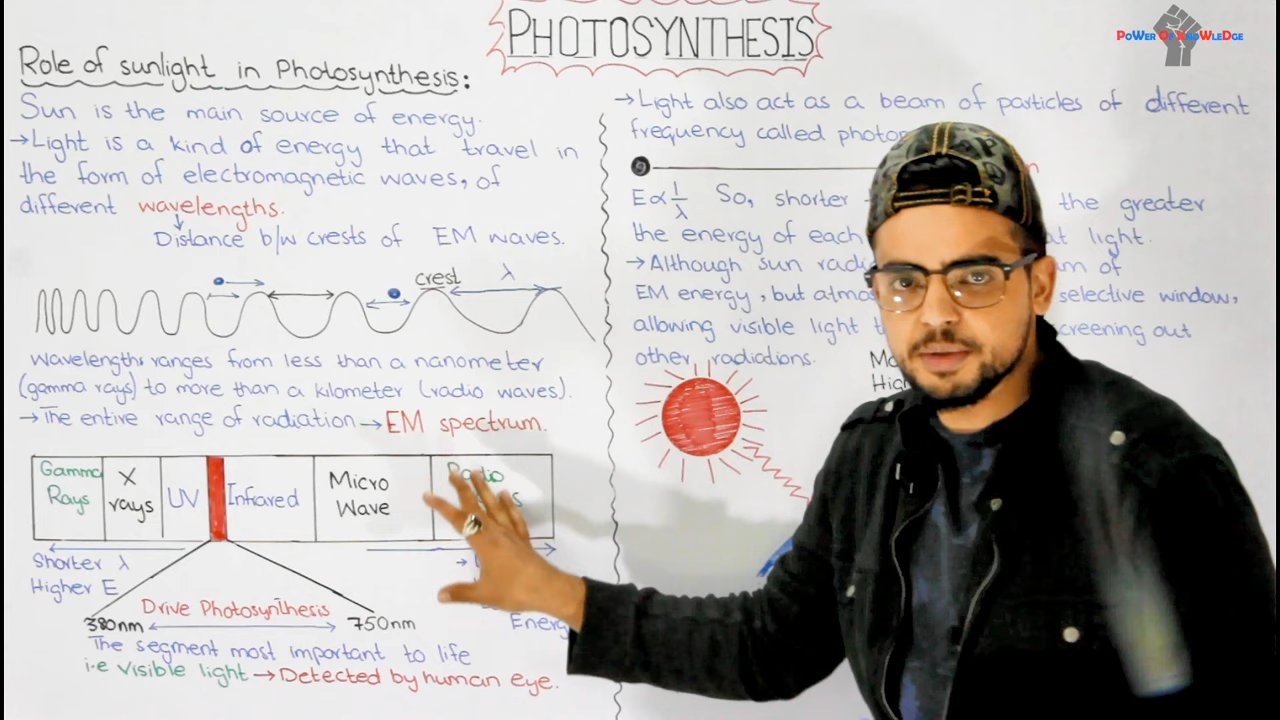 PHOTOSYNTHESIS
PoWer Of KnoWLeDge
Role of sunlight in Photosynthesis:
Sun is the main source of energy.
→Light is a kind of energy that travel in
the form of electromagnetic waves, of
different wavelengths.
Distance b/w crests of EM waves.
crest λ
wavelengths ranges from less than a nanometer
(gamma rays) to more than a kilometer (radio waves).
→The entire range of radiation→EM spectrum.
Gamma Rays
X rays
UV
Infrared
Micro Wave
Radio
Shorter λ
Higher E
Drive Photosynthesis
380nm 750nm
Energy
The segment most important to life
i.e visible light → Detected by human eye.
→Light also act as a beam of particles of different
frequency called
E∝1/λ So, shorter the greater
the energy of each light.
→Although sun of
EM energy, but selective window,
allowing visible light screening out
other radiations.